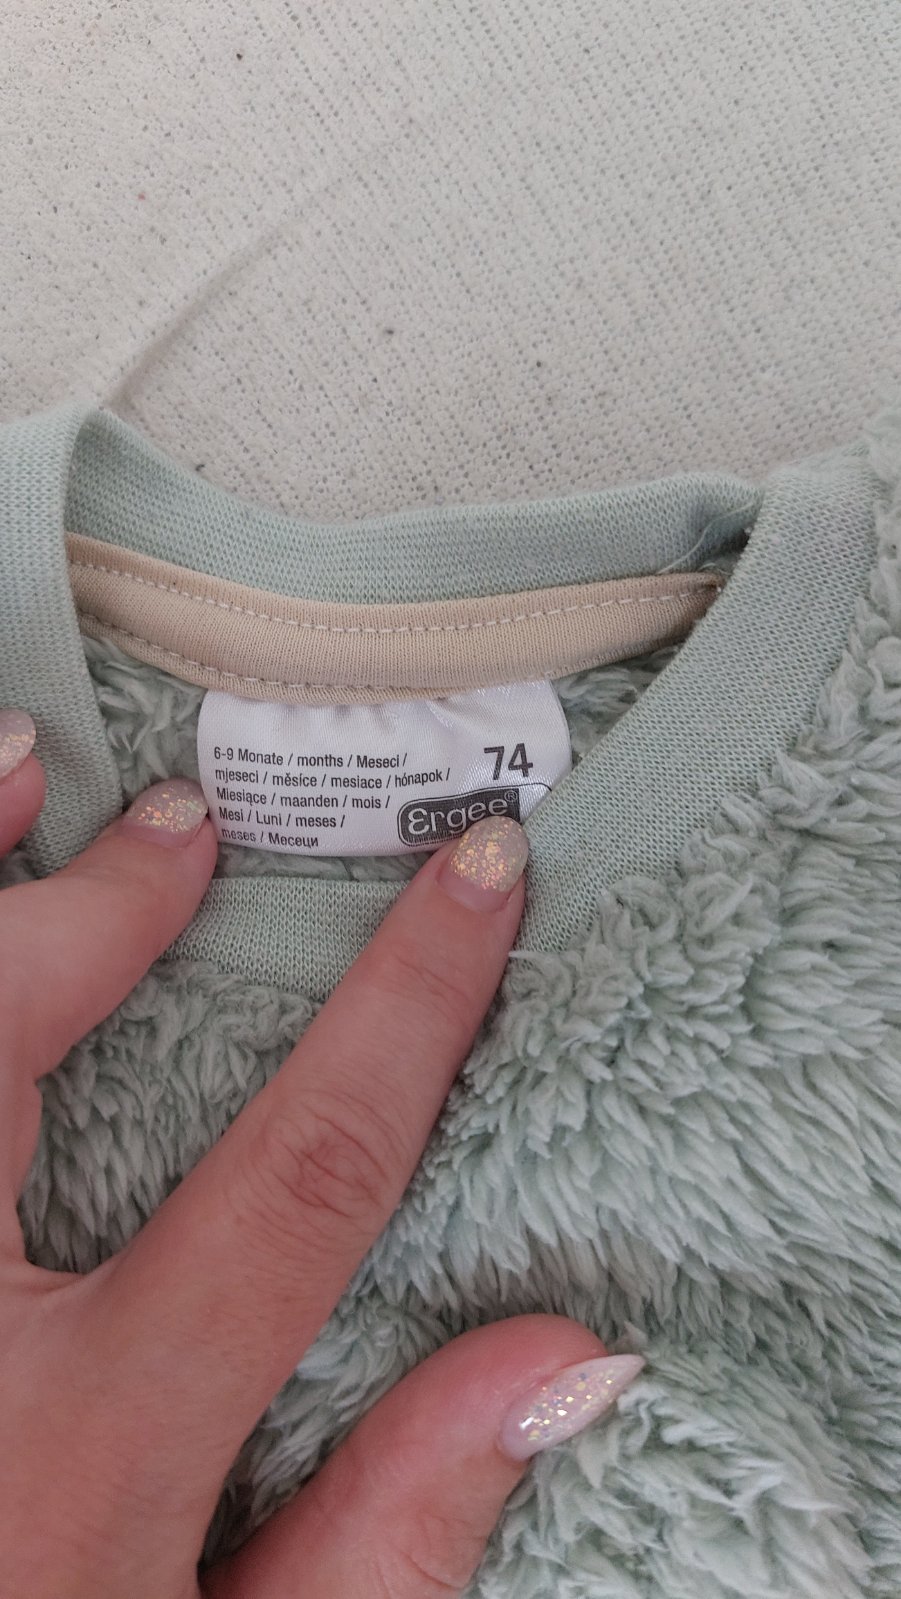 6-9 Monate / months / Meseci /
mjeseci / měsíce / mesiace / hónapok /
Miesiące / maanden / mois /
Mesi / Luni / meses /
meses / Месеци
74
Ergee®